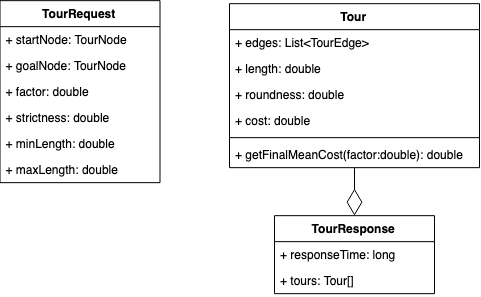 TourRequest
+ startNode: TourNode
+ goalNode: TourNode
+ factor: double
+ strictness: double
+ minLength: double
+ maxLength: double
Tour
+ edges: List<TourEdge>
+ length: double
+ roundness: double
+ cost: double
+ getFinalMeanCost(factor:double): double
TourResponse
+ responseTime: long
+ tours: Tour[]